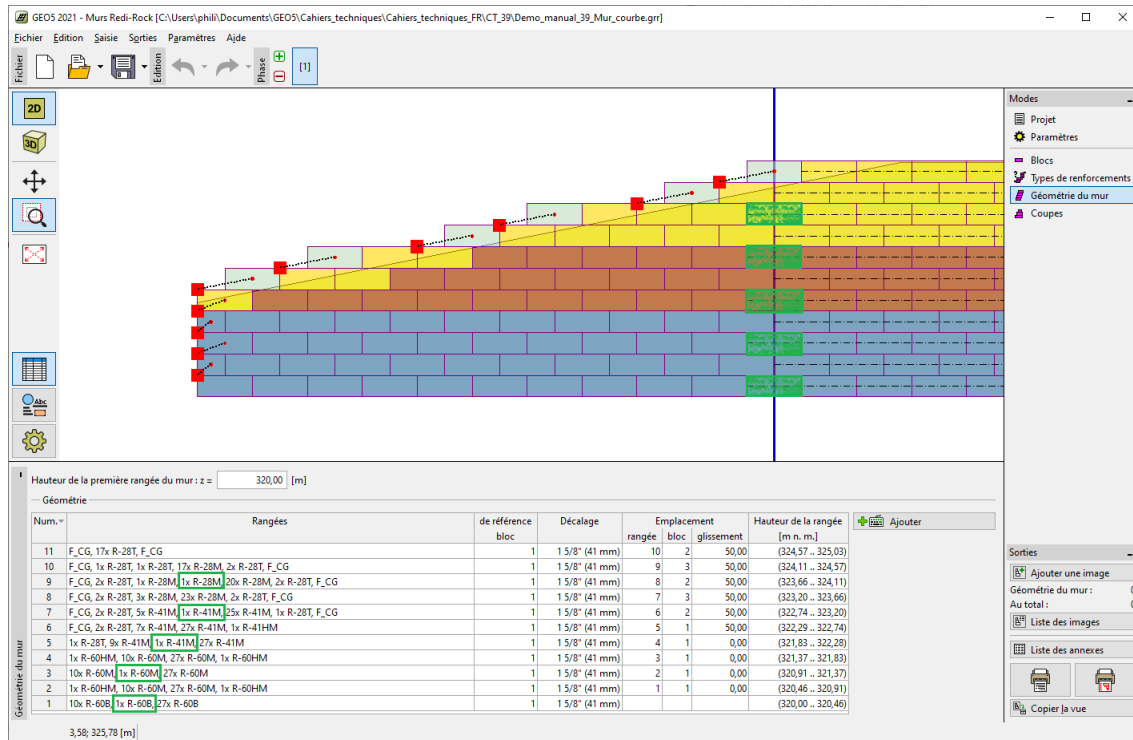 GEO5 2021 - Murs Redi-Rock [C:\Users\phili\Documents\GEO5\Cahiers_techniques\Cahiers_techniques_FR\CT_39\Demo_manual_39_Mur_courbe.grr]
Fichier Edition Saisie Sorties Paramètres Aide
Fichier
Edition
Phase
[1]
2D
3D
Abc
Modes
Projet
Paramètres
Blocs
Types de renforcements
Géométrie du mur
Coupes
Géométrie du mur
Hauteur de la première rangée du mur : z = 320,00 [m]
Géométrie
Num. Rangées de référence bloc Décalage Emplacement rangée bloc glissement Hauteur de la rangée [m n. m.]
Ajouter
11 F_CG, 17x R-28T, F_CG 1 1 5/8" (41 mm) 10 2 50,00 (324,57 .. 325,03)
10 F_CG, 1x R-28T, 1x R-28T, 17x R-28M, 2x R-28T, F_CG 1 1 5/8" (41 mm) 9 3 50,00 (324,11 .. 324,57)
9 F_CG, 2x R-28T, 1x R-28M, 1x R-28M, 20x R-28M, 2x R-28T, F_CG 1 1 5/8" (41 mm) 8 2 50,00 (323,66 .. 324,11)
8 F_CG, 2x R-28T, 3x R-28M, 23x R-28M, 2x R-28T, F_CG 1 1 5/8" (41 mm) 7 3 50,00 (323,20 .. 323,66)
7 F_CG, 2x R-28T, 5x R-41M, 1x R-41M, 25x R-41M, 1x R-28T, F_CG 1 1 5/8" (41 mm) 6 2 50,00 (322,74 .. 323,20)
6 F_CG, 2x R-28T, 7x R-41M, 27x R-41M, 1x R-41HM 1 1 5/8" (41 mm) 5 1 50,00 (322,29 .. 322,74)
5 1x R-28T, 9x R-41M, 1x R-41M, 27x R-41M 1 1 5/8" (41 mm) 4 1 0,00 (321,83 .. 322,28)
4 1x R-60HM, 10x R-60M, 27x R-60M, 1x R-60HM 1 1 5/8" (41 mm) 3 1 0,00 (321,37 .. 321,83)
3 10x R-60M, 1x R-60M, 27x R-60M 1 1 5/8" (41 mm) 2 1 0,00 (320,91 .. 321,37)
2 1x R-60HM, 10x R-60M, 27x R-60M, 1x R-60HM 1 1 5/8" (41 mm) 1 1 0,00 (320,46 .. 320,91)
1 10x R-60B, 1x R-60B, 27x R-60B 1 1 5/8" (41 mm) (320,00 .. 320,46)
Sorties
Ajouter une image
Géométrie du mur :
Au total :
Liste des images
Liste des annexes
Copier la vue
3,58; 325,78 [m]